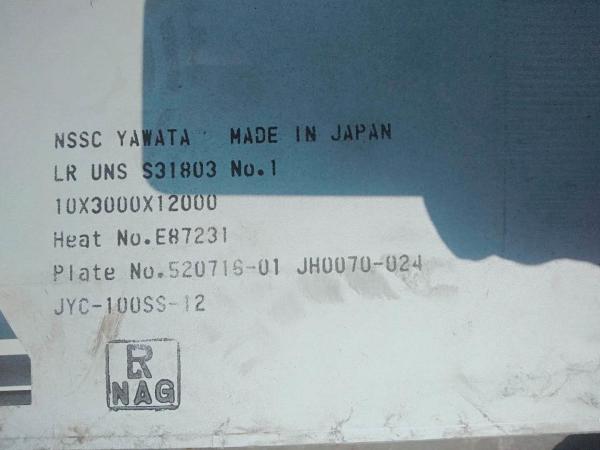 NSSC YAWATA MADE IN JAPAN
LR UNS S31803 No.1
10X3000X12000
Heat No.E87231
Plate No.520716-01 JH0070-024
JYC-100SS-12
LR
NAG